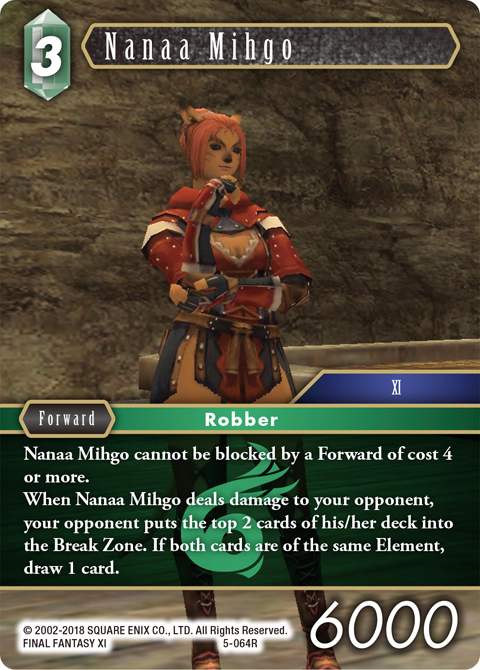 3
Nanaa Mihgo
XI
Forward
Robber
Nanaa Mihgo cannot be blocked by a Forward of cost 4
or more.
When Nanaa Mihgo deals damage to your opponent,
your opponent puts the top 2 cards of his/her deck into
the Break Zone. If both cards are of the same Element,
draw 1 card.
© 2002-2018 SQUARE ENIX CO., LTD. All Rights Reserved.
FINAL FANTASY XI
5-064R
6000